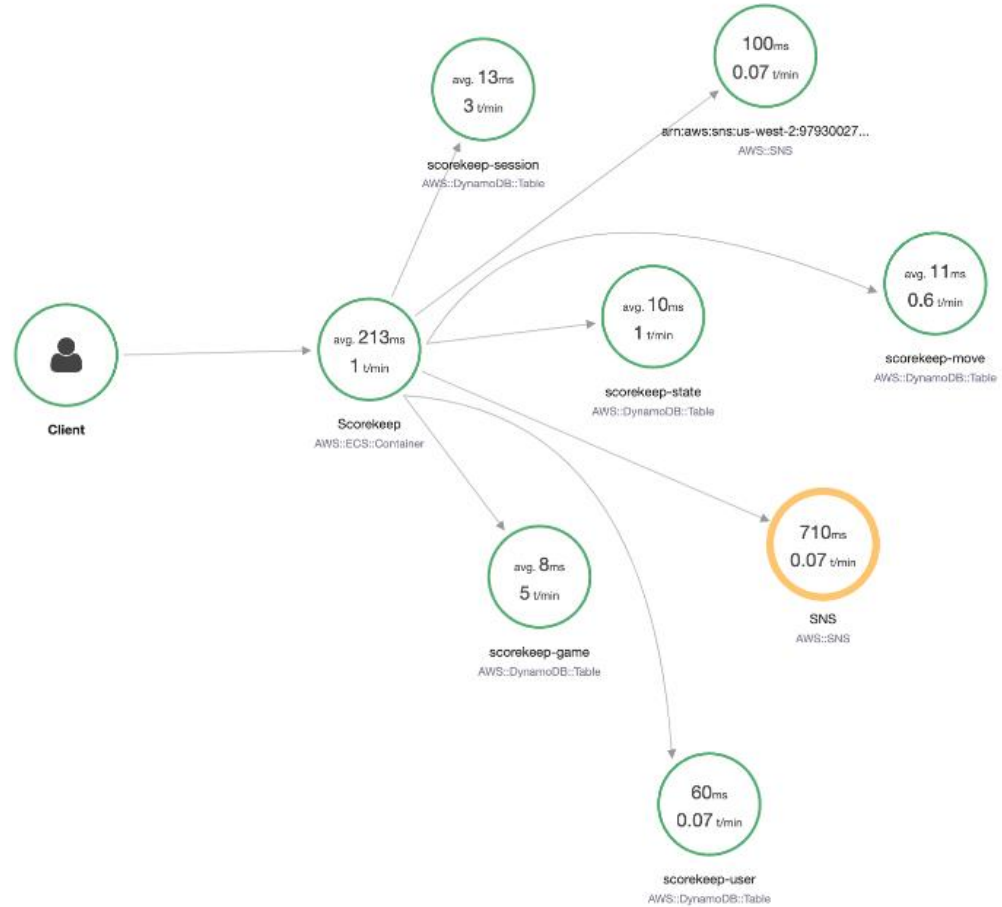 100ms
0.07 t/min
arn:aws:sns:us-west-2:97930027...
AWS::SNS
avg. 13ms
3 t/min
scorekeep-session
AWS::DynamoDB::Table
avg. 11ms
0.6 t/min
scorekeep-move
AWS::DynamoDB::Table
avg. 10ms
1 t/min
scorekeep-state
AWS::DynamoDB::Table
avg. 213ms
1 t/min
Scorekeep
AWS::ECS::Container
Client
710ms
0.07 t/min
SNS
AWS::SNS
avg. 8ms
5 t/min
scorekeep-game
AWS::DynamoDB::Table
60ms
0.07 t/min
scorekeep-user
AWS::DynamoDB::Table